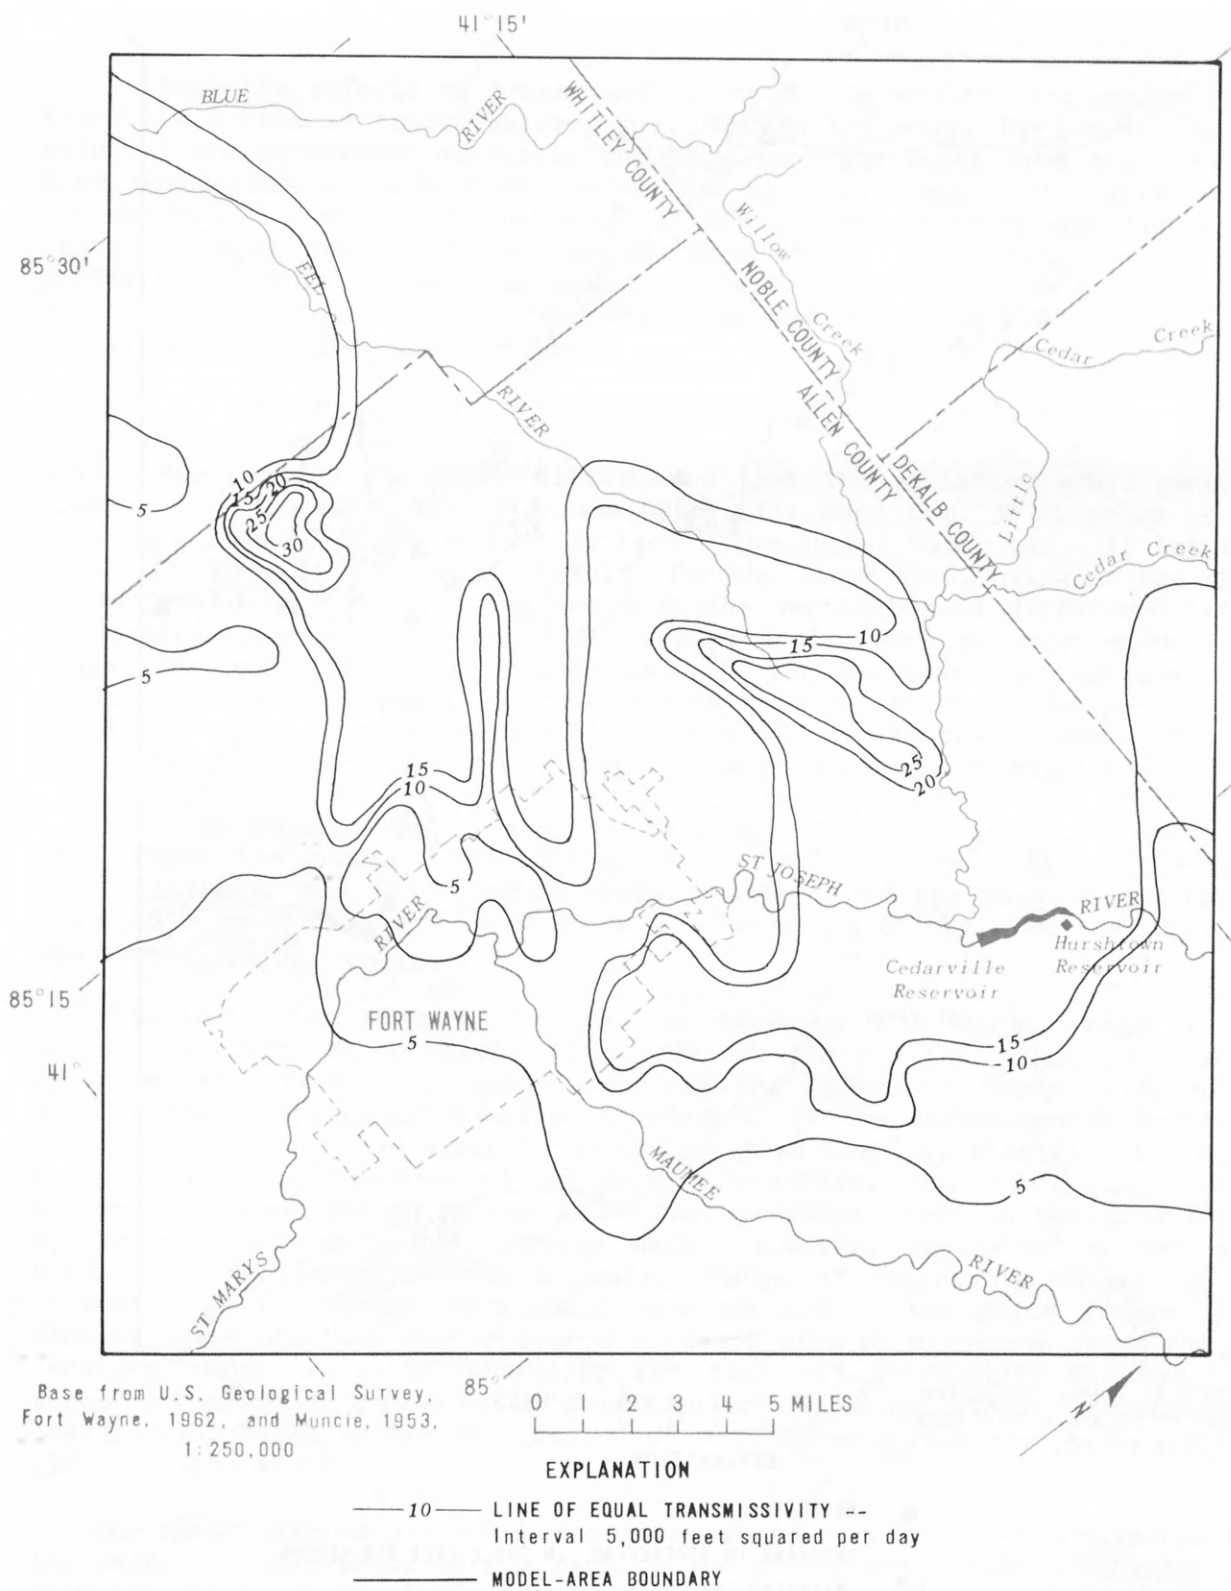 41°15'
BLUE
RIVER
WHITLEY COUNTY
Willow
Creek
85°30'
EEL
RIVER
NOBLE COUNTY
ALLEN COUNTY
DEKALB COUNTY
Cedar Creek
Little
Cedar Creek
10
15
20
25
30
5
5
10
15
25
20
15
10
5
ST JOSEPH
RIVER
RIVER
Hurshtown
Reservoir
Cedarville
Reservoir
85°15
FORT WAYNE
5
15
10
41°
MAUMEE
RIVER
5
ST MARYS
Base from U.S. Geological Survey,
Fort Wayne. 1962, and Muncie, 1953,
1:250,000
85°
0 1 2 3 4 5 MILES
N
EXPLANATION
10 LINE OF EQUAL TRANSMISSIVITY --
Interval 5,000 feet squared per day
MODEL-AREA BOUNDARY